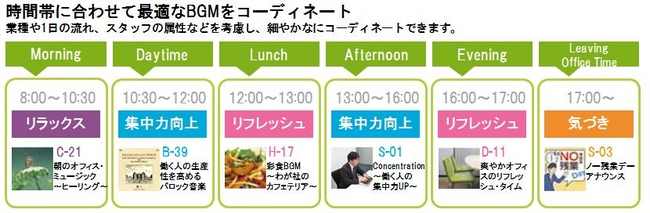 時間帯に合わせて最適なBGMをコーディネート
業種や1日の流れ、スタッフの属性などを考慮し、細やかなにコーディネートできます。
Morning
8:00～10:30
リラックス
C-21
朝のオフィス・
ミュージック
～ヒーリング～
Daytime
10:30～12:00
集中力向上
B-39
働く人の生産
性を高める
バロック音楽
Lunch
12:00～13:00
リフレッシュ
H-17
彩食BGM
～わが社の
カフェテリア～
Afternoon
13:00～16:00
集中力向上
S-01
Concentration
～働く人の
集中力UP～
Evening
16:00～17:00
リフレッシュ
D-11
爽やかオフィ
スのリフレッ
シュ・タイム
Leaving
Office Time
17:00～
気づき
NO残業
Day
S-03
ノー残業デー
アナウンス